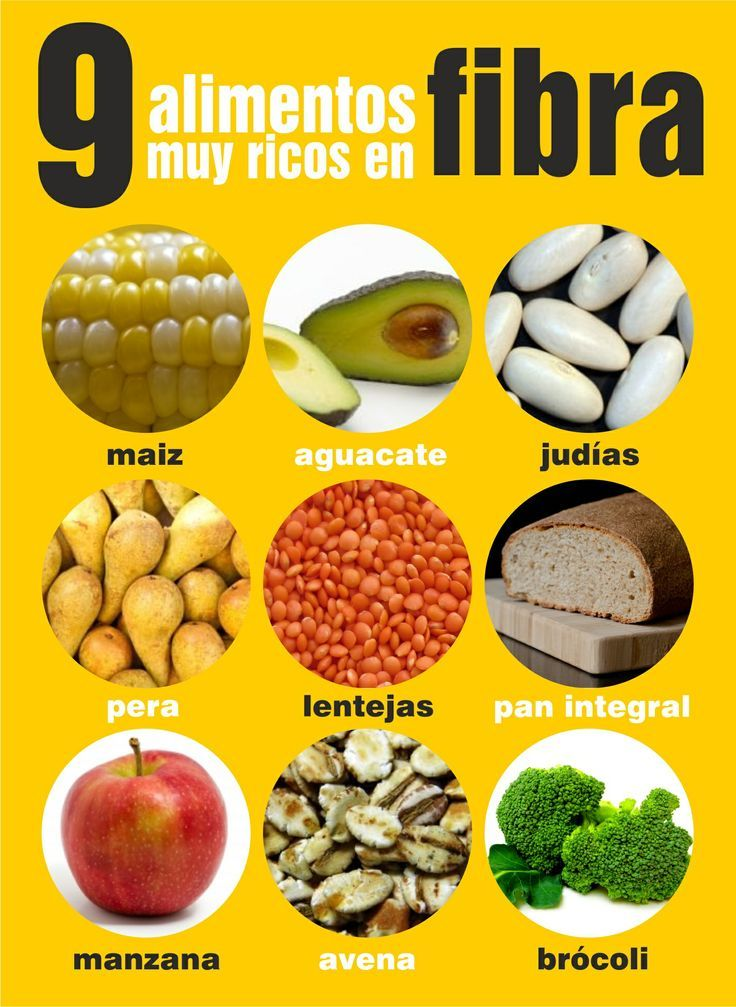 9 alimentos fibra
muy ricos en
maiz aguacate judías
pera lentejas pan integral
manzana avena brócoli